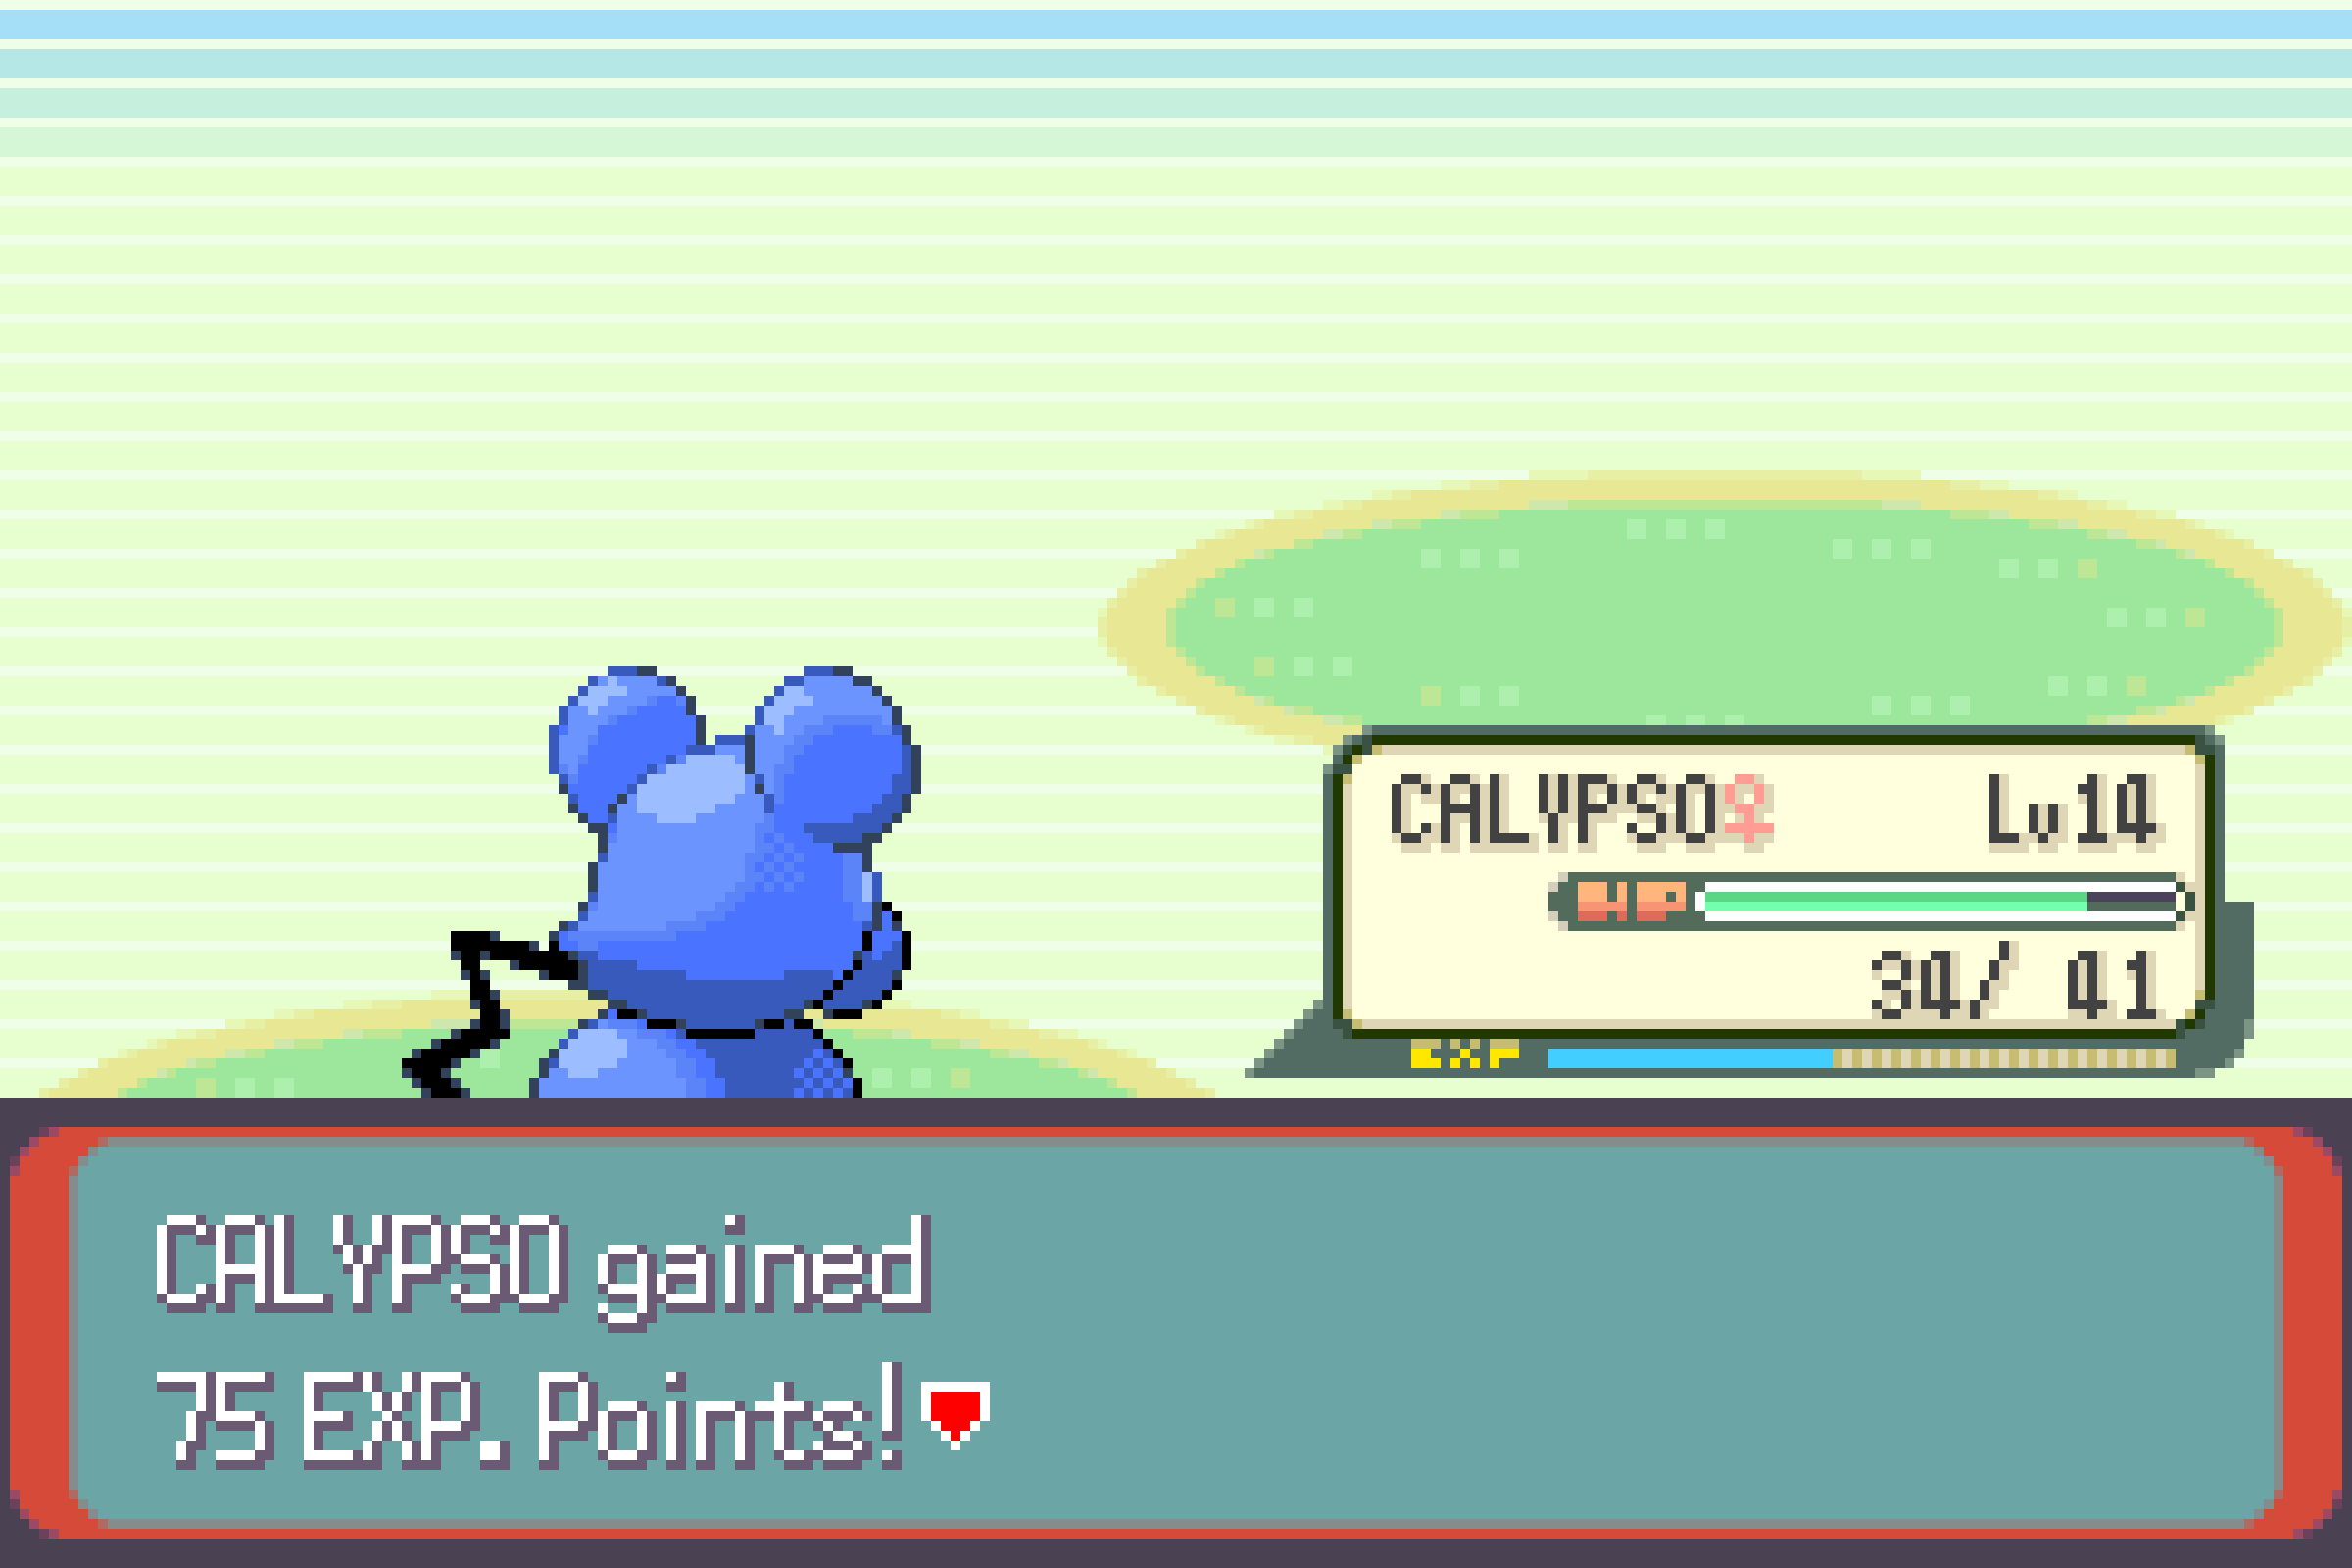 CALYPSO♀ Lv14
HP
34/ 41
EXP
CALYPSO gained
75 EXP. Points!